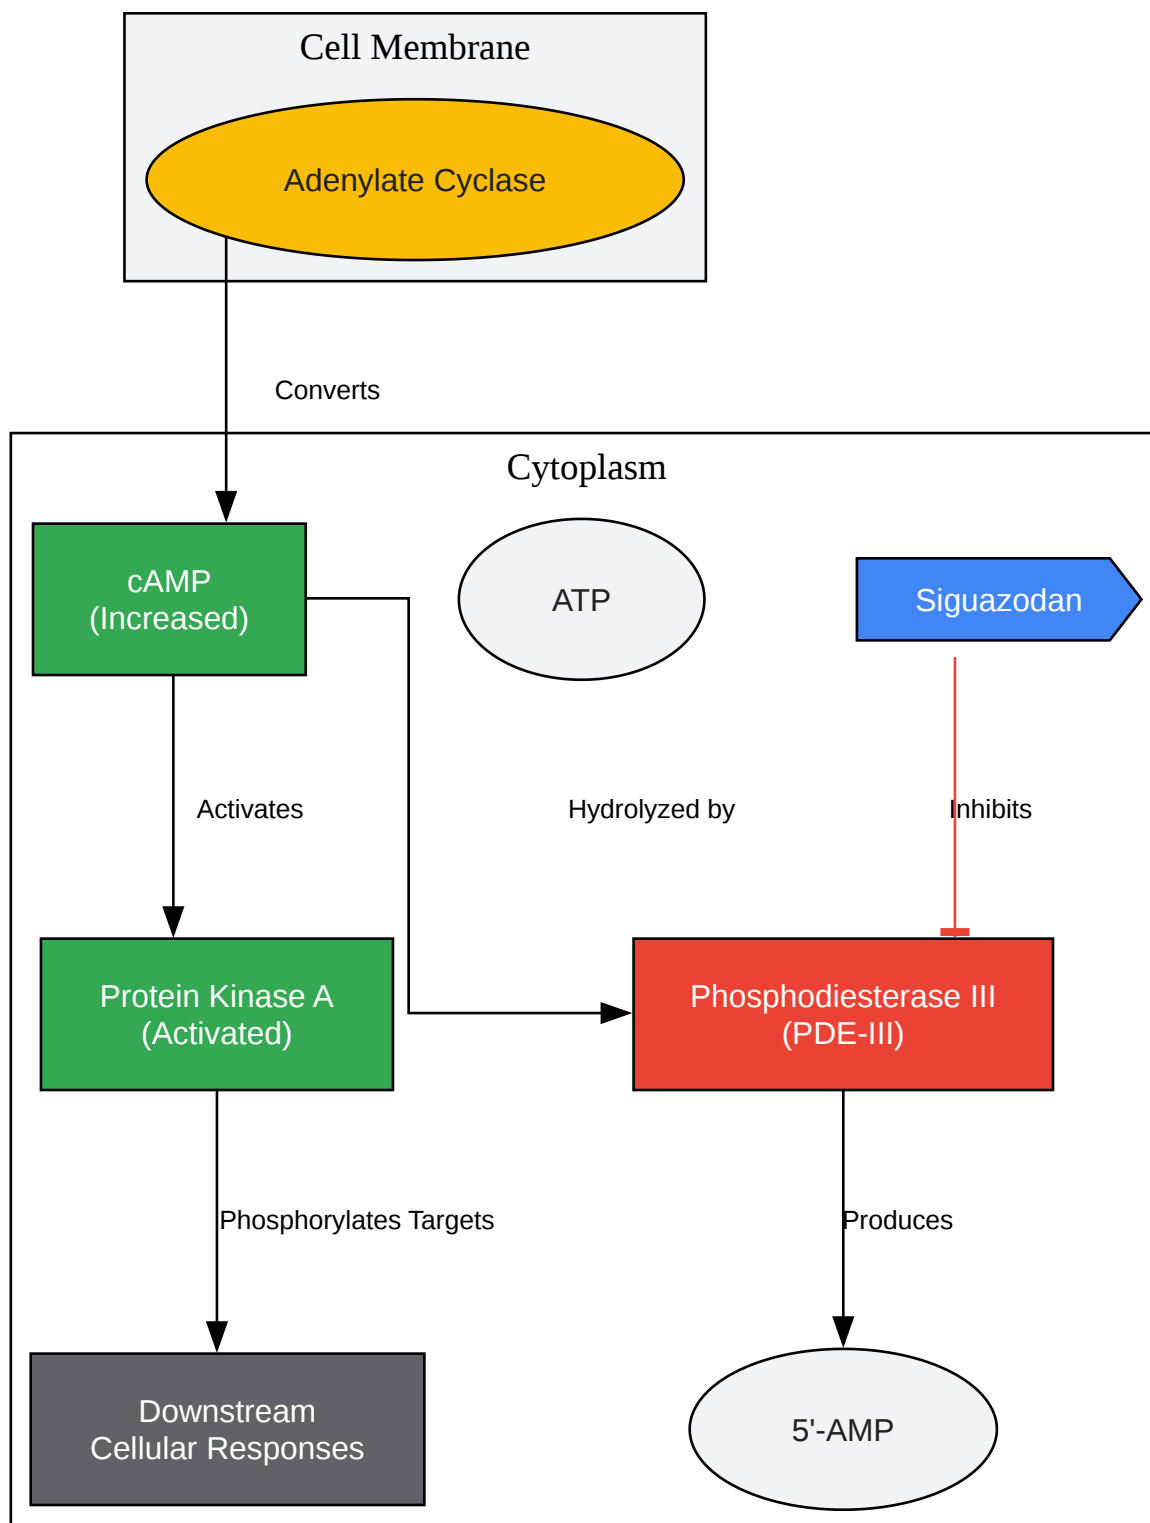 Cell Membrane
Adenylate Cyclase
Converts
Cytoplasm
cAMP
(Increased)
ATP
Siguazodan
Activates
Hydrolyzed by
Inhibits
Protein Kinase A
(Activated)
Phosphodiesterase III
(PDE-III)
Phosphorylates Targets
Produces
Downstream
Cellular Responses
5'-AMP